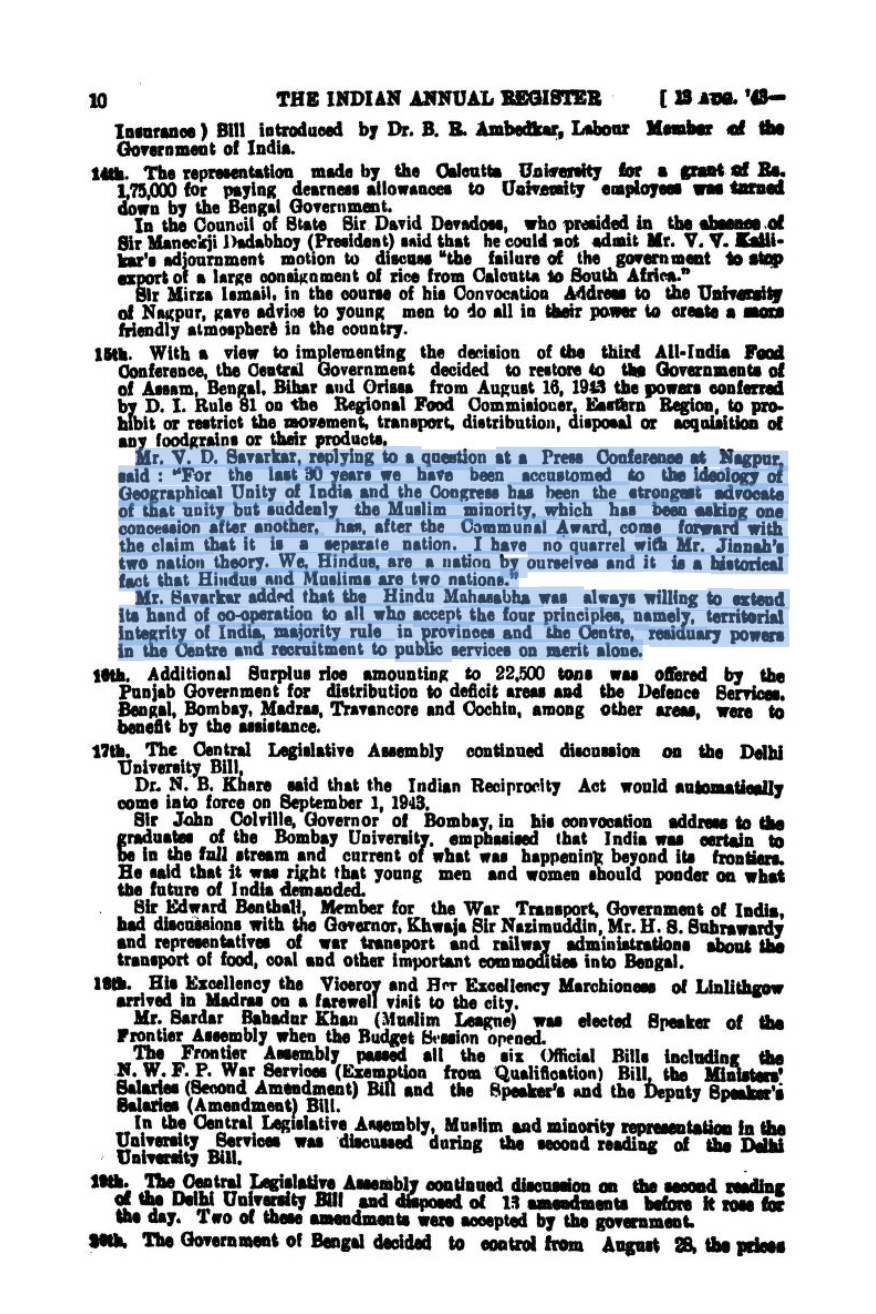 10 THE INDIAN ANNUAL REGISTER [ 13 AUG. '43—
Insurance ) Bill introduced by Dr. B. R. Ambedkar, Labour Member of the
Government of India.
14th. The representation made by the Calcutta University for a grant of Rs.
1,75,000 for paying dearness allowances to University employees was turned
down by the Bengal Government.
In the Council of State Sir David Devadoss, who presided in the absence of
Sir Maneckji Dadabhoy (President) said that he could not admit Mr. V. V. Kalli-
kar's adjournment motion to discuss "the failure of the government to stop
export of a large consignment of rice from Calcutta to South Africa."
Sir Mirza Ismail, in the course of his Convocation Address to the University
of Nagpur, gave advice to young men to do all in their power to create a more
friendly atmosphere in the country.
15th. With a view to implementing the decision of the third All-India Food
Conference, the Central Government decided to restore to the Governments of
of Assam, Bengal, Bihar and Orissa from August 16, 1943 the powers conferred
by D. I. Rule 81 on the Regional Food Commisioner, Eastern Region, to pro-
hibit or restrict the movement, transport, distribution, disposal or acquisition of
any foodgrains or their products.
Mr. V. D. Savarkar, replying to a question at a Press Conference at Nagpur,
said : "For the last 30 years we have been accustomed to the ideology of
Geographical Unity of India and the Congress has been the strongest advocate
of that unity but suddenly the Muslim minority, which has been asking one
concession after another, has, after the Communal Award, come forward with
the claim that it is a separate nation. I have no quarrel with Mr. Jinnah's
two nation theory. We, Hindus, are a nation by ourselves and it is a historical
fact that Hindus and Muslims are two nations."
Mr. Savarkar added that the Hindu Mahasabha was always willing to extend
its hand of co-operation to all who accept the four principles, namely, territorial
integrity of India, majority rule in provinces and the Centre, residuary powers
in the Centre and recruitment to public services on merit alone.
16th. Additional Surplus rice amounting to 22,500 tons was offered by the
Punjab Government for distribution to deficit areas and the Defence Services.
Bengal, Bombay, Madras, Travancore and Cochin, among other areas, were to
benefit by the assistance.
17th. The Central Legislative Assembly continued discussion on the Delhi
University Bill.
Dr. N. B. Khare said that the Indian Reciprocity Act would automatically
come into force on September 1, 1943.
Sir John Colville, Governor of Bombay, in his convocation address to the
graduates of the Bombay University, emphasised that India was certain to
be in the full stream and current of what was happening beyond its frontiers.
He said that it was right that young men and women should ponder on what
the future of India demanded.
Sir Edward Benthall, Member for the War Transport, Government of India,
had discussions with the Governor, Khwaja Sir Nazimuddin, Mr. H. S. Suhrawardy
and representatives of war transport and railway administrations about the
transport of food, coal and other important commodities into Bengal.
18th. His Excellency the Viceroy and Her Excellency Marchioness of Linlithgow
arrived in Madras on a farewell visit to the city.
Mr. Sardar Bahadur Khan (Muslim League) was elected Speaker of the
Frontier Assembly when the Budget Session opened.
The Frontier Assembly passed all the six Official Bills including the
N. W. F. P. War Services (Exemption from Qualification) Bill, the Ministers'
Salaries (Second Amendment) Bill and the Speaker's and the Deputy Speaker's
Salaries (Amendment) Bill.
In the Central Legislative Assembly, Muslim and minority representation in the
University Services was discussed during the second reading of the Delhi
University Bill.
19th. The Central Legislative Assembly continued discussion on the second reading
of the Delhi University Bill and disposed of 13 amendments before it rose for
the day. Two of these amendments were accepted by the government.
20th. The Government of Bengal decided to control from August 28, the prices